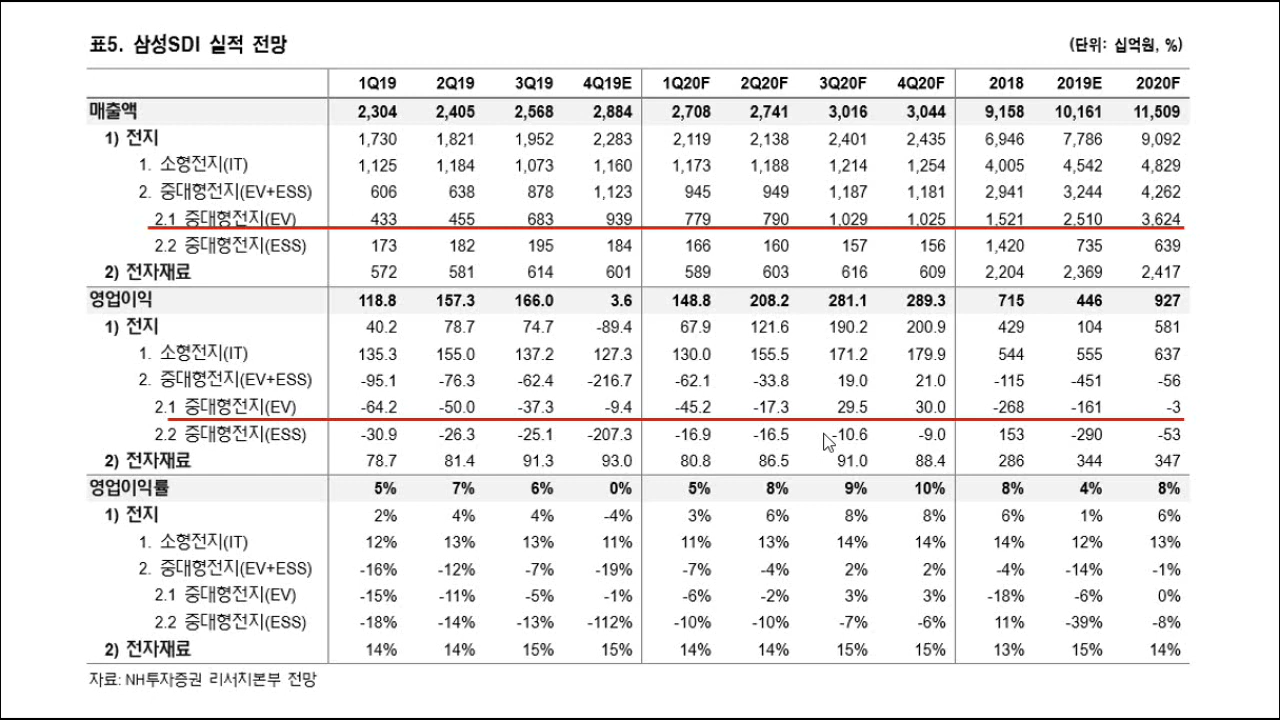 표5. 삼성SDI 실적 전망 (단위: 십억원, %)
1Q19 2Q19 3Q19 4Q19E 1Q20F 2Q20F 3Q20F 4Q20F 2018 2019E 2020F
매출액 2,304 2,405 2,568 2,884 2,708 2,741 3,016 3,044 9,158 10,161 11,509
1) 전지 1,730 1,821 1,952 2,283 2,119 2,138 2,401 2,435 6,946 7,786 9,092
1. 소형전지(IT) 1,125 1,184 1,073 1,160 1,173 1,188 1,214 1,254 4,005 4,542 4,829
2. 중대형전지(EV+ESS) 606 638 878 1,123 945 949 1,187 1,181 2,941 3,244 4,262
2.1 중대형전지(EV) 433 455 683 939 779 790 1,029 1,025 1,521 2,510 3,624
2.2 중대형전지(ESS) 173 182 195 184 166 160 157 156 1,420 735 639
2) 전자재료 572 581 614 601 589 603 616 609 2,204 2,369 2,417
영업이익 118.8 157.3 166.0 3.6 148.8 208.2 281.1 289.3 715 446 927
1) 전지 40.2 78.7 74.7 -89.4 67.9 121.6 190.2 200.9 429 104 581
1. 소형전지(IT) 135.3 155.0 137.2 127.3 130.0 155.5 171.2 179.9 544 555 637
2. 중대형전지(EV+ESS) -95.1 -76.3 -62.4 -216.7 -62.1 -33.8 19.0 21.0 -115 -451 -56
2.1 중대형전지(EV) -64.2 -50.0 -37.3 -9.4 -45.2 -17.3 29.5 30.0 -268 -161 -3
2.2 중대형전지(ESS) -30.9 -26.3 -25.1 -207.3 -16.9 -16.5 -10.6 -9.0 153 -290 -53
2) 전자재료 78.7 81.4 91.3 93.0 80.8 86.5 91.0 88.4 286 344 347
영업이익률 5% 7% 6% 0% 5% 8% 9% 10% 8% 4% 8%
1) 전지 2% 4% 4% -4% 3% 6% 8% 8% 6% 1% 6%
1. 소형전지(IT) 12% 13% 13% 11% 11% 13% 14% 14% 14% 12% 13%
2. 중대형전지(EV+ESS) -16% -12% -7% -19% -7% -4% 2% 2% -4% -14% -1%
2.1 중대형전지(EV) -15% -11% -5% -1% -6% -2% 3% 3% -18% -6% 0%
2.2 중대형전지(ESS) -18% -14% -13% -112% -10% -10% -7% -6% 11% -39% -8%
2) 전자재료 14% 14% 15% 15% 14% 14% 15% 15% 13% 15% 14%
자료: NH투자증권 리서치본부 전망